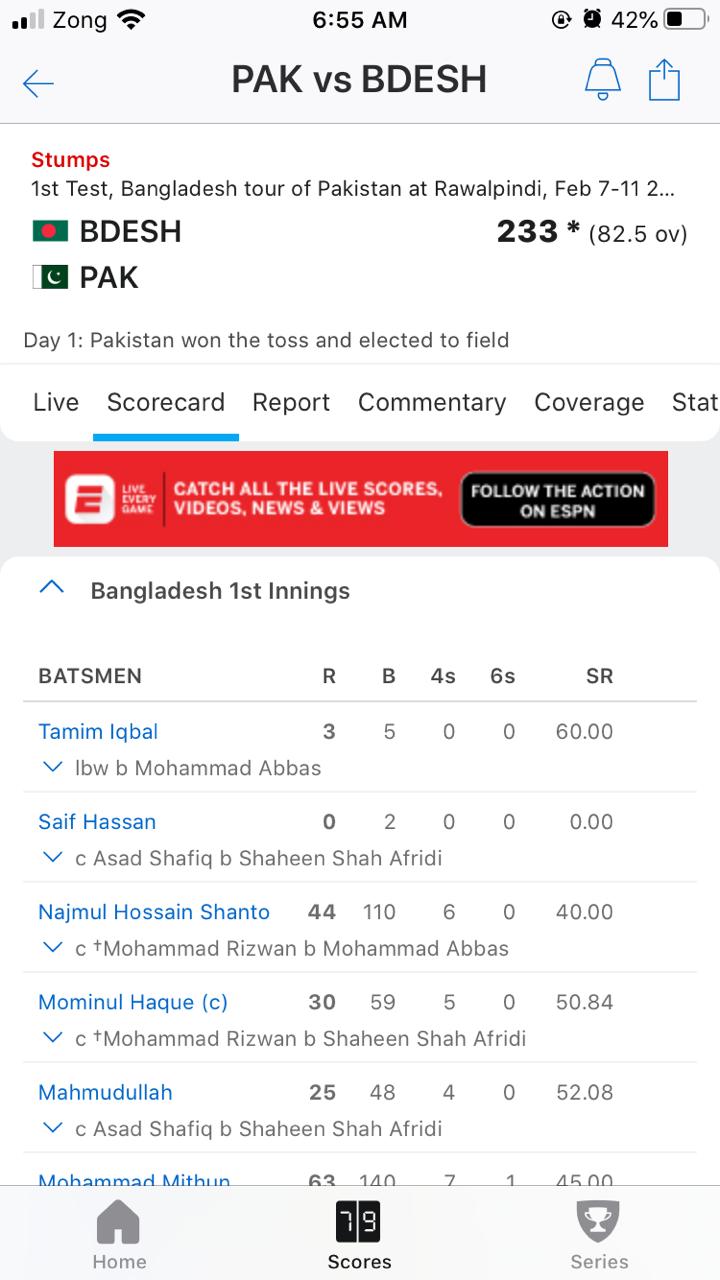 Zong 6:55 AM 42%
PAK vs BDESH
Stumps
1st Test, Bangladesh tour of Pakistan at Rawalpindi, Feb 7-11 2...
BDESH 233 * (82.5 ov)
PAK
Day 1: Pakistan won the toss and elected to field
Live Scorecard Report Commentary Coverage Stat
E LIVE EVERY GAME CATCH ALL THE LIVE SCORES, VIDEOS, NEWS & VIEWS FOLLOW THE ACTION ON ESPN
Bangladesh 1st Innings
BATSMEN R B 4s 6s SR
Tamim Iqbal 3 5 0 0 60.00
lbw b Mohammad Abbas
Saif Hassan 0 2 0 0 0.00
c Asad Shafiq b Shaheen Shah Afridi
Najmul Hossain Shanto 44 110 6 0 40.00
c †Mohammad Rizwan b Mohammad Abbas
Mominul Haque (c) 30 59 5 0 50.84
c †Mohammad Rizwan b Shaheen Shah Afridi
Mahmudullah 25 48 4 0 52.08
c Asad Shafiq b Shaheen Shah Afridi
Mohammad Mithun 63 140 7 1 45.00
79
Home Scores Series